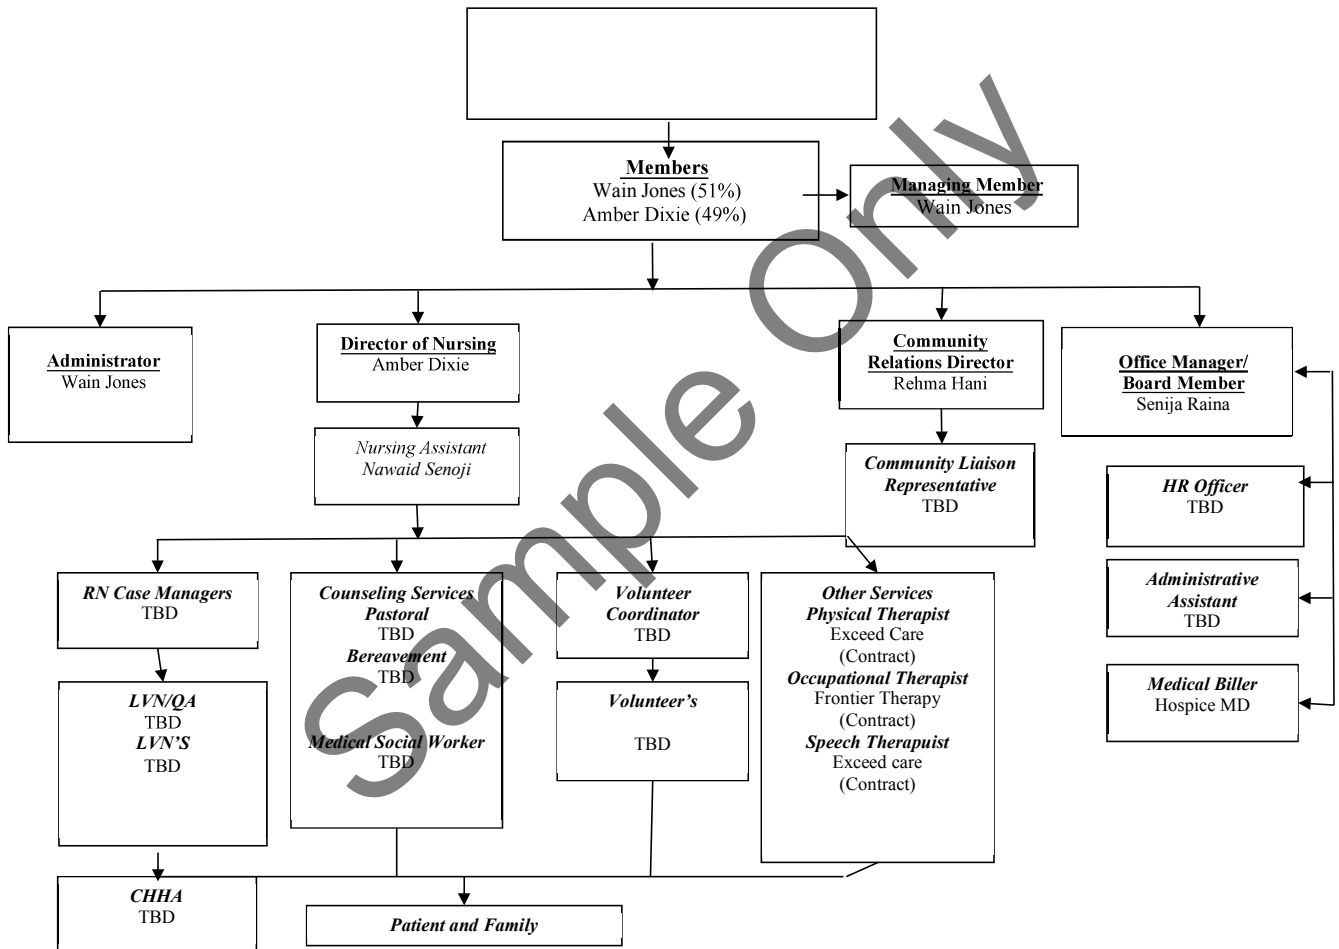 Members
Wain Jones (51%)
Amber Dixie (49%)
Managing Member
Wain Jones
Administrator
Wain Jones
Director of Nursing
Amber Dixie
Community
Relations Director
Rehma Hani
Office Manager/
Board Member
Senija Raina
Nursing Assistant
Nawaid Senoji
Community Liaison
Representative
TBD
HR Officer
TBD
Administrative
Assistant
TBD
Medical Biller
Hospice MD
RN Case Managers
TBD
LVN/QA
TBD
LVN'S
TBD
CHHA
TBD
Counseling Services
Pastoral
TBD
Bereavement
TBD
Medical Social Worker
TBD
Volunteer
Coordinator
TBD
Volunteer’s
TBD
Other Services
Physical Therapist
Exceed Care
(Contract)
Occupational Therapist
Frontier Therapy
(Contract)
Speech Therapuist
Exceed care
(Contract)
Patient and Family
Sample Only